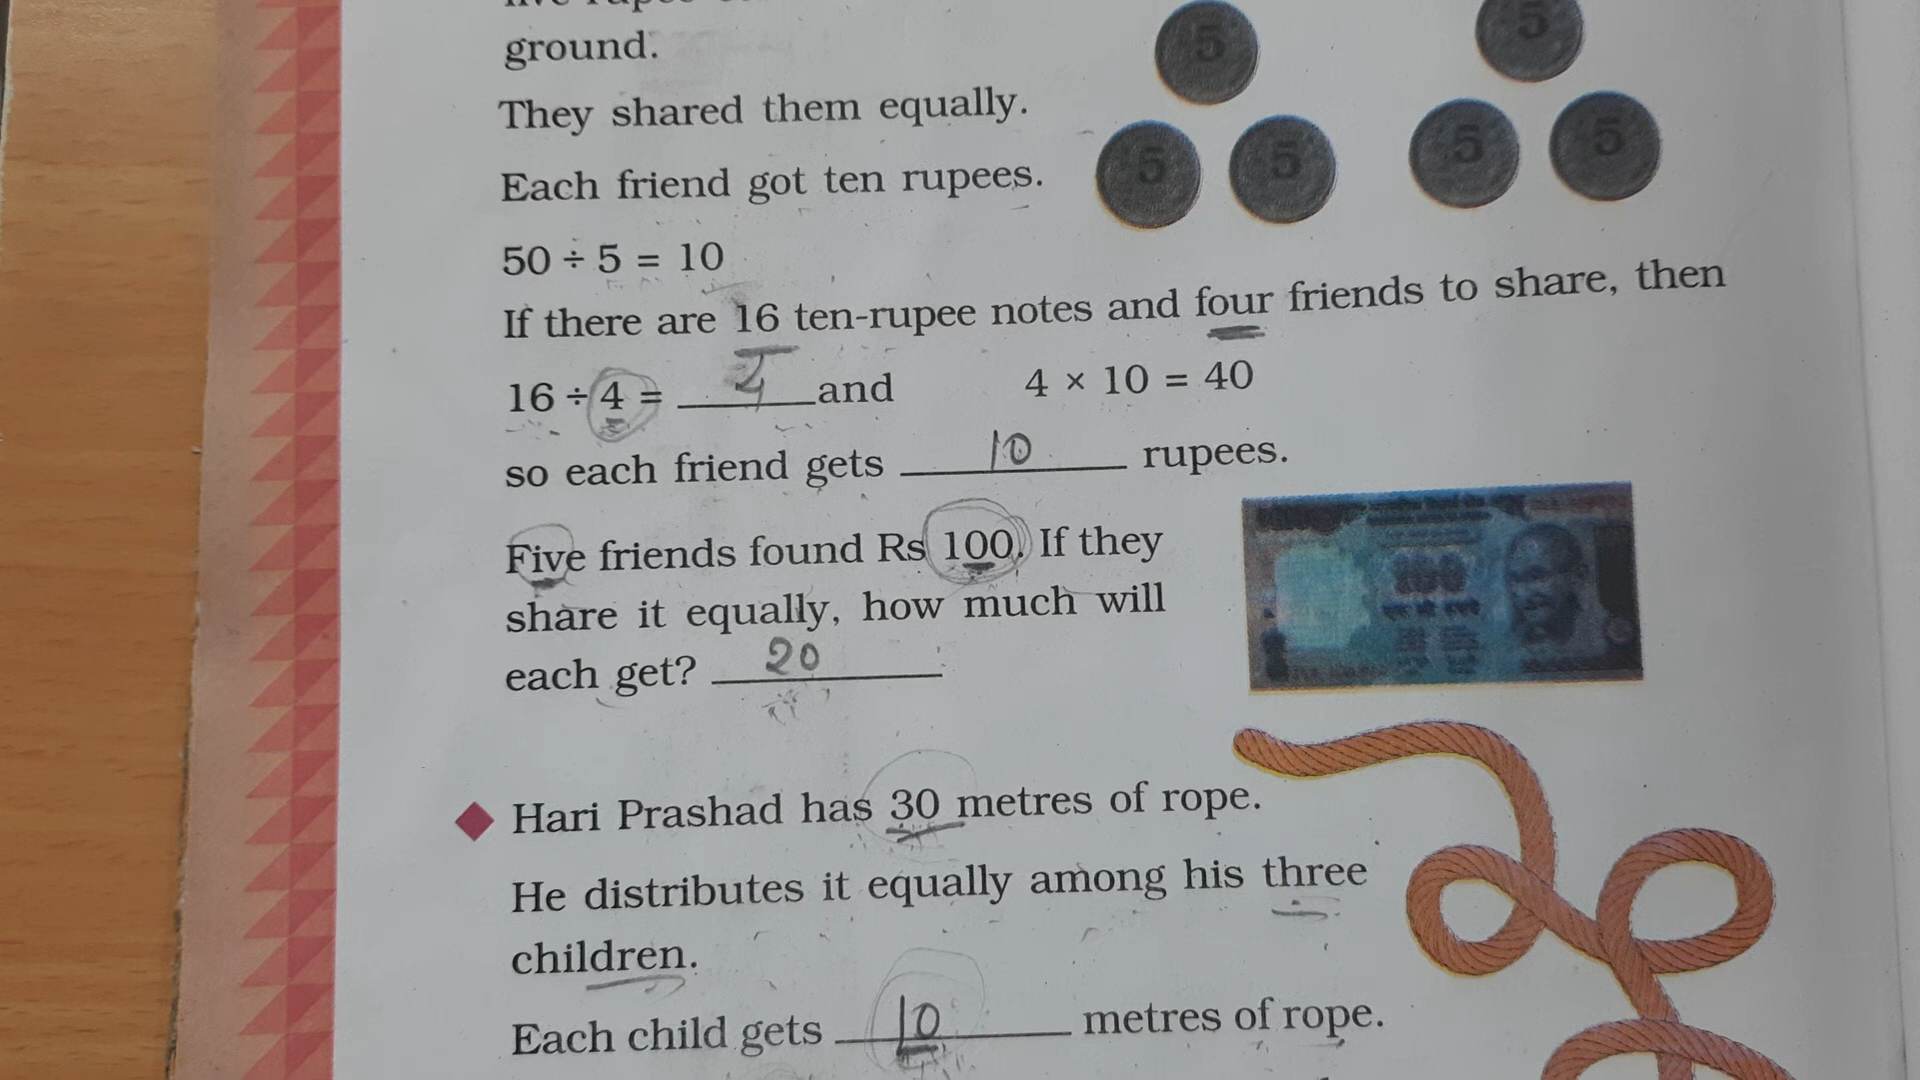 ground.
5 5
They shared them equally.
5 5 5 5
Each friend got ten rupees.
50 ÷ 5 = 10
If there are 16 ten-rupee notes and four friends to share, then
16 ÷ 4 = 4 and 4 × 10 = 40
so each friend gets 10 rupees.
Five friends found Rs 100. If they
share it equally, how much will
each get? 20
Hari Prashad has 30 metres of rope.
He distributes it equally among his three
children.
Each child gets 10 metres of rope.